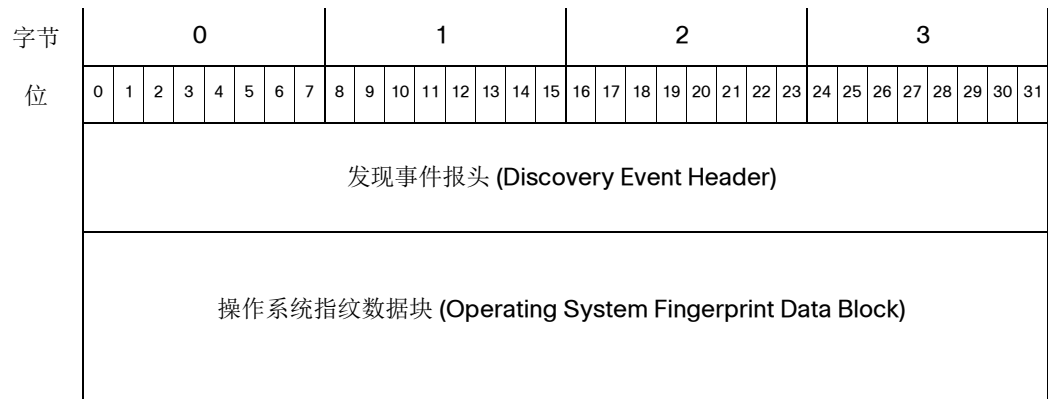 字节 0 1 2 3
位 0 1 2 3 4 5 6 7 8 9 10 11 12 13 14 15 16 17 18 19 20 21 22 23 24 25 26 27 28 29 30 31
发现事件报头 (Discovery Event Header)
操作系统指纹数据块 (Operating System Fingerprint Data Block)